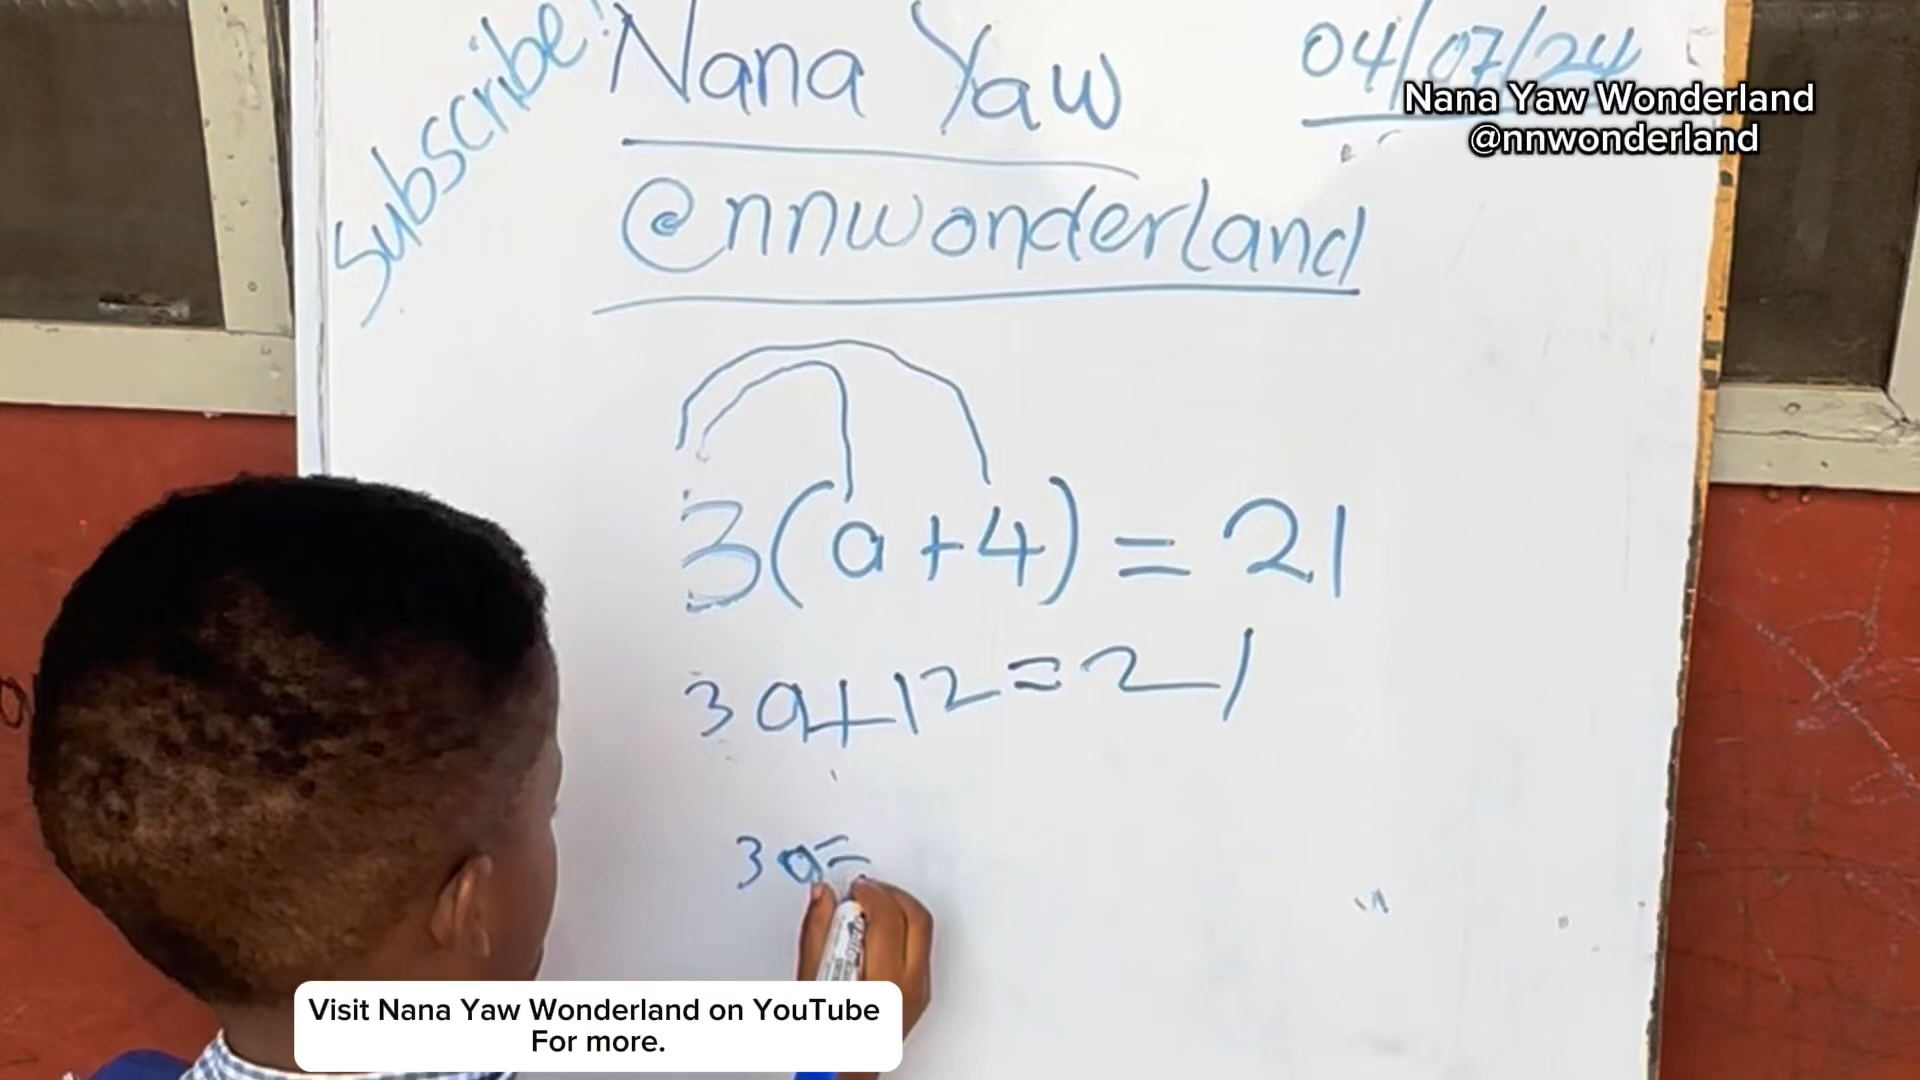 Subscribe!
Nana Yaw
04/07/24
Nana Yaw Wonderland
@nnwonderland
@nnwonderland
3(a+4) = 21
3a+12=21
3a=
Visit Nana Yaw Wonderland on YouTube
For more.